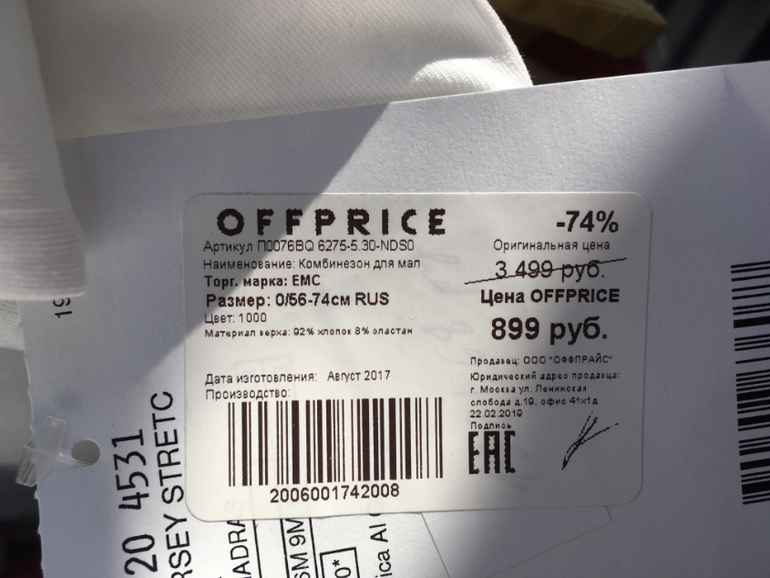 OFFPRICE
Артикул П0076BQ 6275-5.30-NDS0
Наименование: Комбинезон для мал
Торг. марка: EMC
Размер: 0/56-74см RUS
Цвет: 1000
Материал верха: 92% хлопок 8% эластан
Дата изготовления: Август 2017
Производство:
2006001742008
-74%
Оригинальная цена
3 499 руб.
Цена OFFPRICE
899 руб.
Продавец: ООО "ОФФПРАЙС"
Юридический адрес продавца:
г. Москва ул. Ленинская
слобода д.19, офис 41х1д
22.02.2019
Подпись
EAC
20 4531
RSEY STRETC